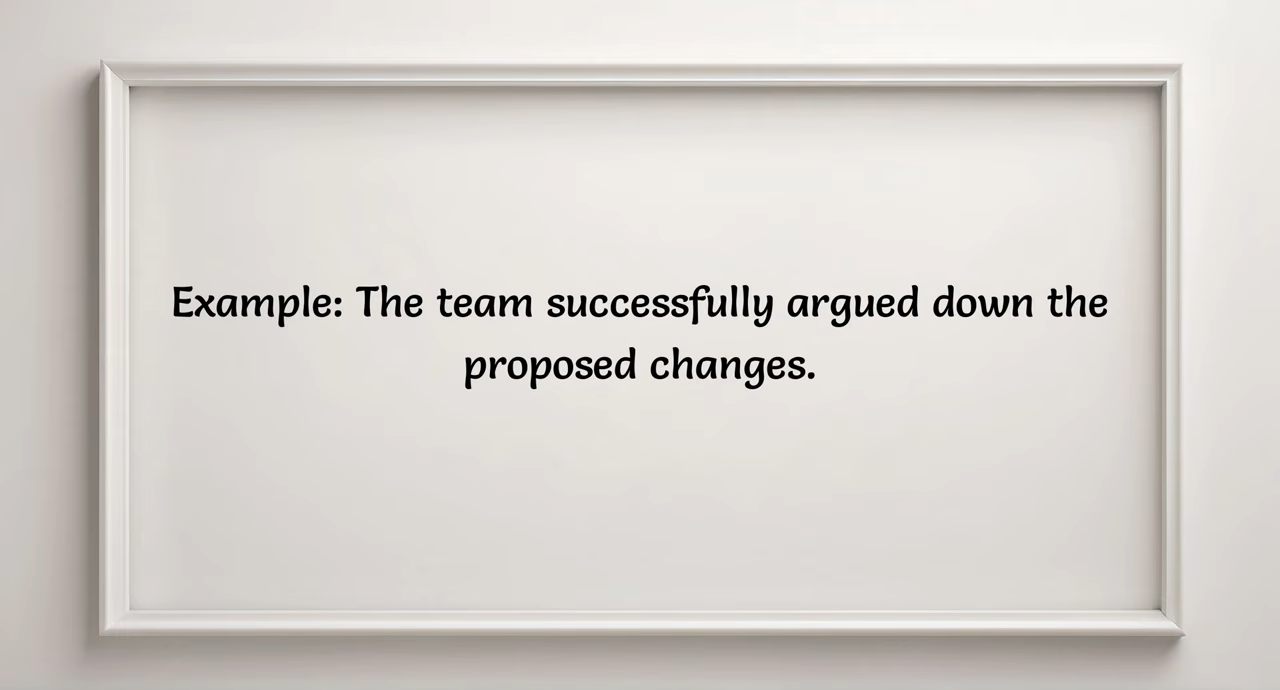 Example: The team successfully argued down the
proposed changes.